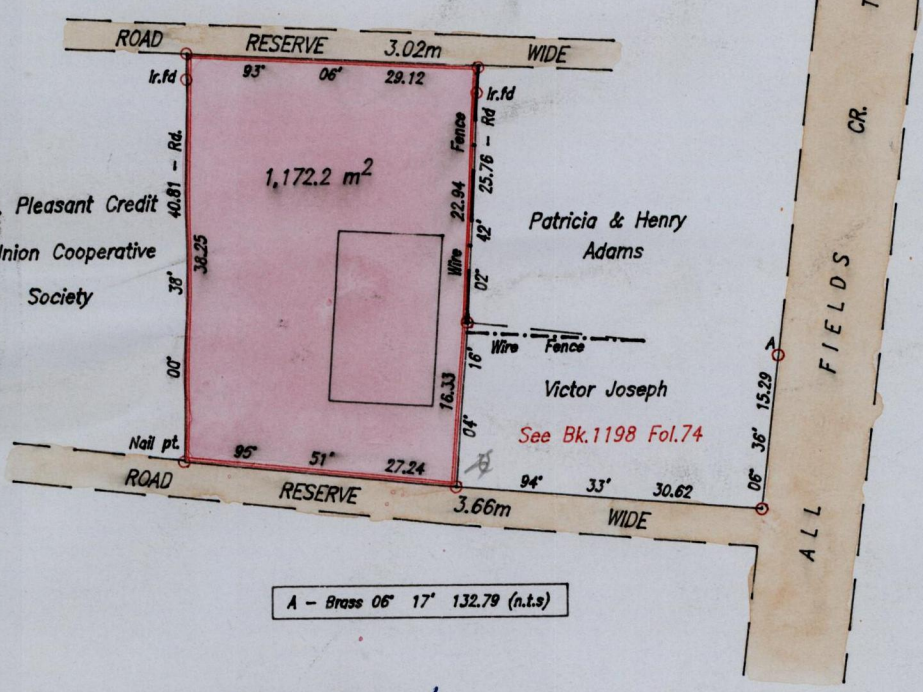 ROAD RESERVE 3.02m WIDE
Ir.fd 93° 06' 29.12
Ir.fd
1,172.2 m²
00° 38' 40.81 - Rd.
38.25
Wire 22.94 Fence
02° 42' 25.76 - Rd
Pleasant Credit
Union Cooperative
Society
Patricia & Henry
Adams
Wire Fence
04° 16'
16.33
Victor Joseph
See Bk.1198 Fol.74
A
06° 36' 15.29
Nail pt.
95° 51' 27.24
94° 33' 30.62
ROAD RESERVE 3.66m WIDE
ALL FIELDS CR.
A - Brass 06° 17' 132.79 (n.t.s)